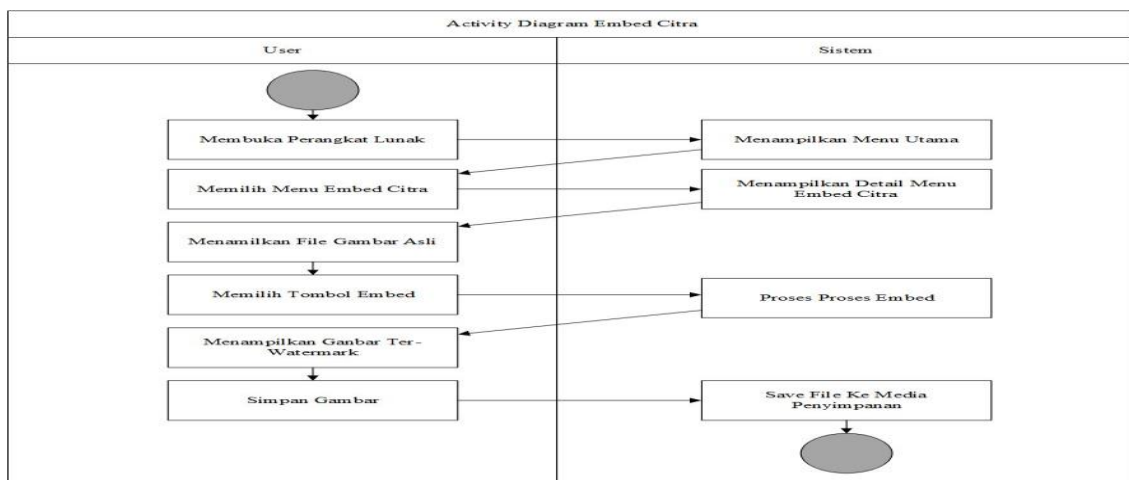 Activity Diagram Embed Citra
User
Sistem
Membuka Perangkat Lunak
Menampilkan Menu Utama
Memilih Menu Embed Citra
Menampilkan Detail Menu
Embed Citra
Menamilkan File Gambar Asli
Memilih Tombol Embed
Proses Proses Embed
Menampilkan Ganbar Ter-
Watermark
Simpan Gambar
Save File Ke Media
Penyimpanan